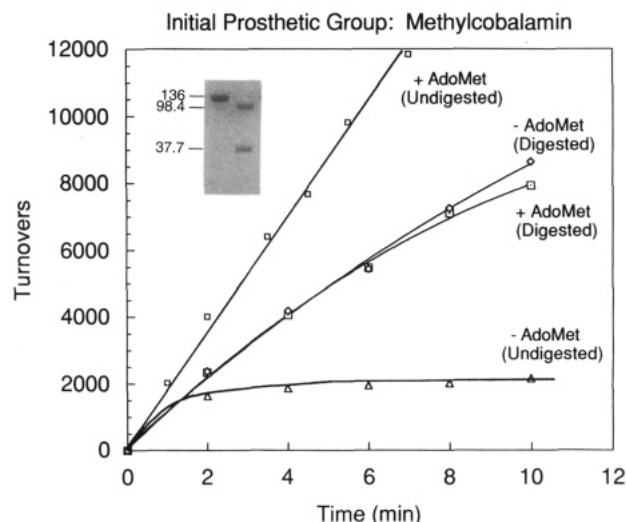 Initial Prosthetic Group: Methylcobalamin
12000
10000
8000
6000
4000
2000
0
Turnovers
136
98.4
37.7
+ AdoMet
(Undigested)
- AdoMet
(Digested)
+ AdoMet
(Digested)
- AdoMet
(Undigested)
0 2 4 6 8 10 12
Time (min)